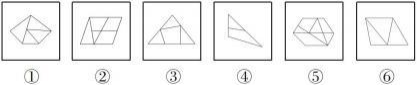 ① ② ③ ④ ⑤ ⑥